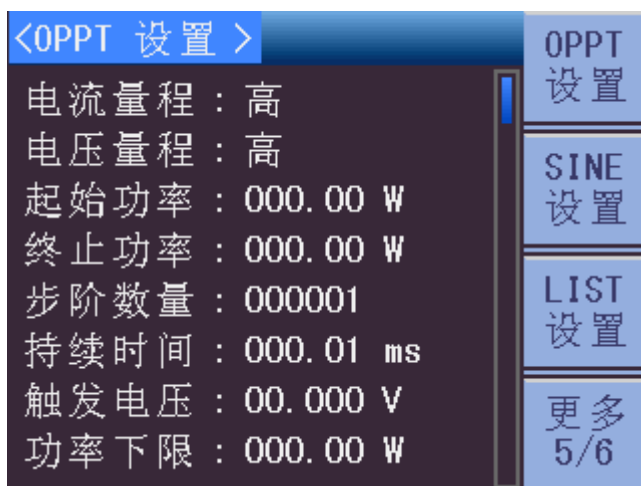 <OPPT 设置 >
电流量程 : 高
电压量程 : 高
起始功率 : 000.00 W
终止功率 : 000.00 W
步阶数量 : 000001
持续时间 : 000.01 ms
触发电压 : 00.000 V
功率下限 : 000.00 W
OPPT
设置
SINE
设置
LIST
设置
更多
5/6